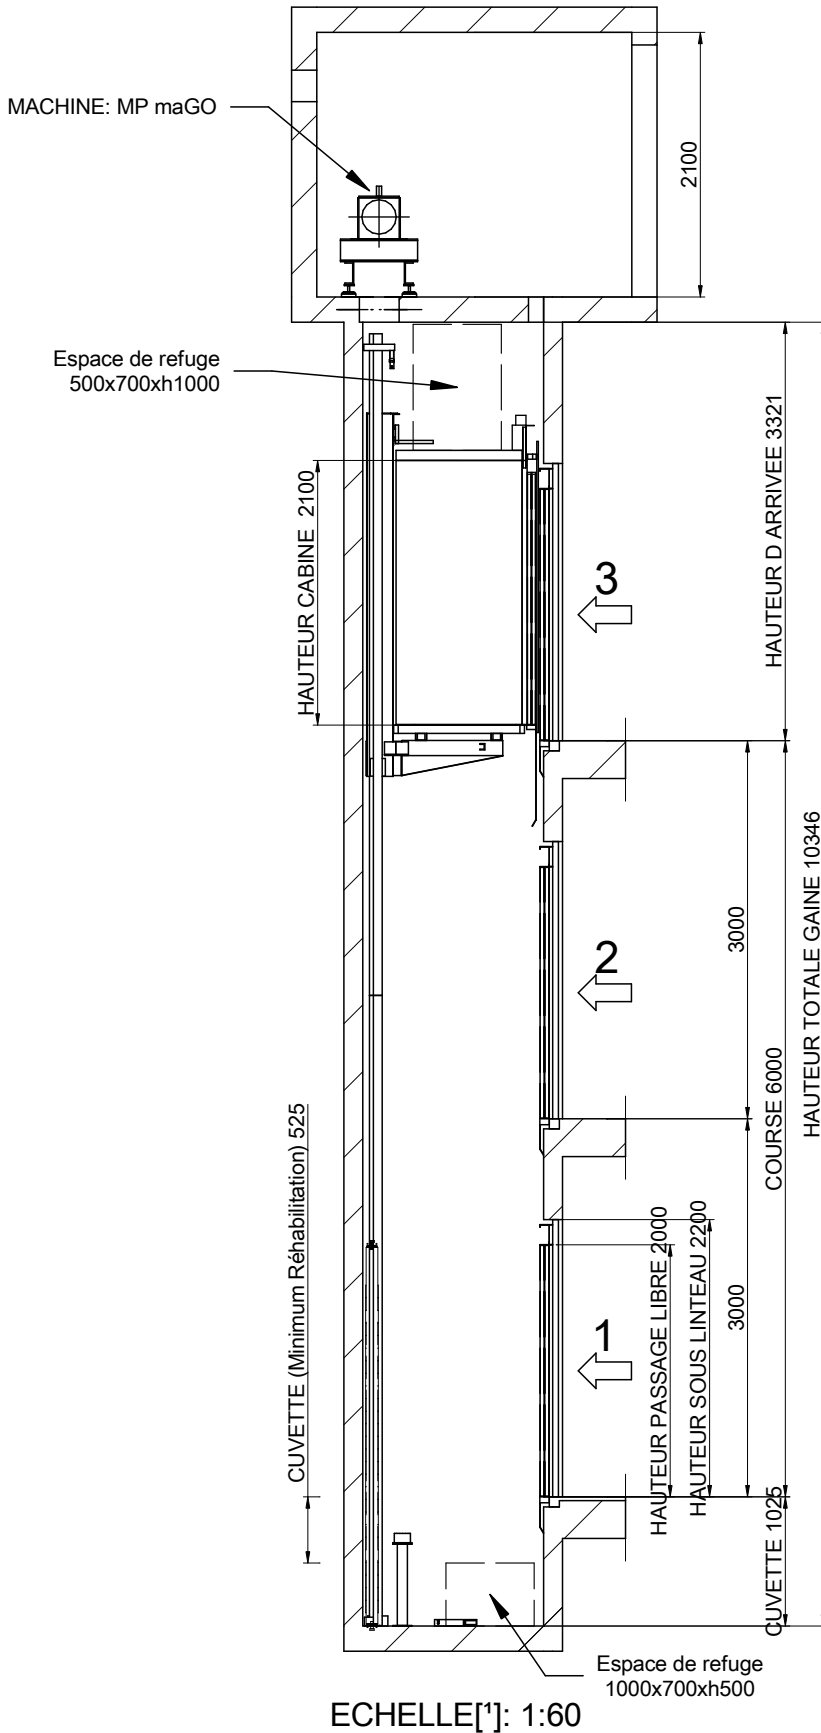 MACHINE: MP maGO
2100
Espace de refuge
500x700xh1000
HAUTEUR D ARRIVEE 3321
HAUTEUR CABINE 2100
3
HAUTEUR TOTALE GAINE 10346
3000
2
COURSE 6000
CUVETTE (Minimum Réhabilitation) 525
HAUTEUR PASSAGE LIBRE 2000
HAUTEUR SOUS LINTEAU 2200
3000
1
CUVETTE 1025
Espace de refuge
1000x700xh500
ECHELLE[¹]: 1:60